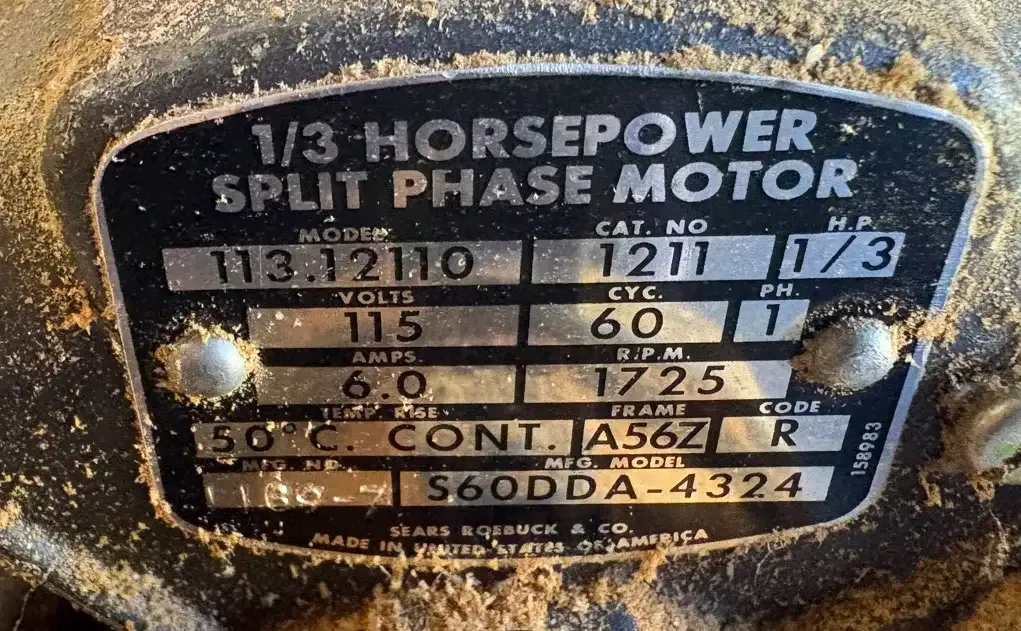 1/3 HORSEPOWER
SPLIT PHASE MOTOR
MODEL CAT. NO H.P.
113.12110 1211 1/3
VOLTS CYC. PH.
115 60 1
AMPS. R.P.M.
6.0 1725
TEMP RISE FRAME CODE
50°C. CONT. A56Z R
MFG. NO. MFG. MODEL
S60DDA-4324
158983
SEARS ROEBUCK & CO.
MADE IN UNITED STATES OF AMERICA